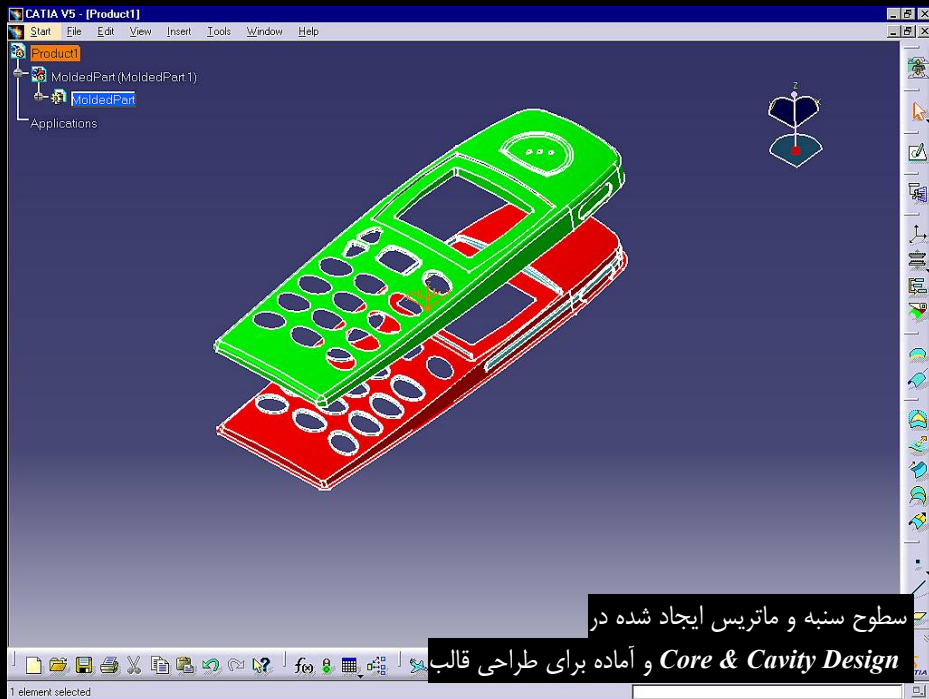 CATIA V5 - [Product1]
Start File Edit View Insert Tools Window Help
Product1
MoldedPart (MoldedPart.1)
MoldedPart
Applications
z
سطوح سنبه و ماتریس ایجاد شده در
Core & Cavity Design و آماده برای طراحی قالب
1 element selected